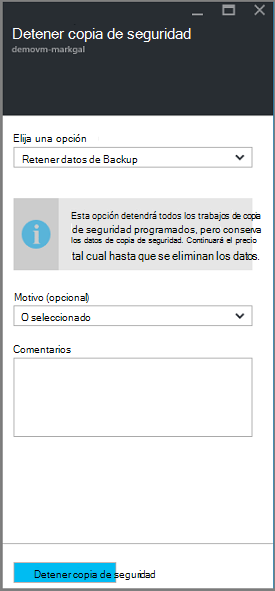 Detener copia de seguridad
demovm-markgal
Elija una opción
Retener datos de Backup
Esta opción detendrá todos los trabajos de copia
de seguridad programados, pero conserva
los datos de copia de seguridad. Continuará el precio
tal cual hasta que se eliminan los datos.
Motivo (opcional)
O seleccionado
Comentarios
Detener copia de seguridad